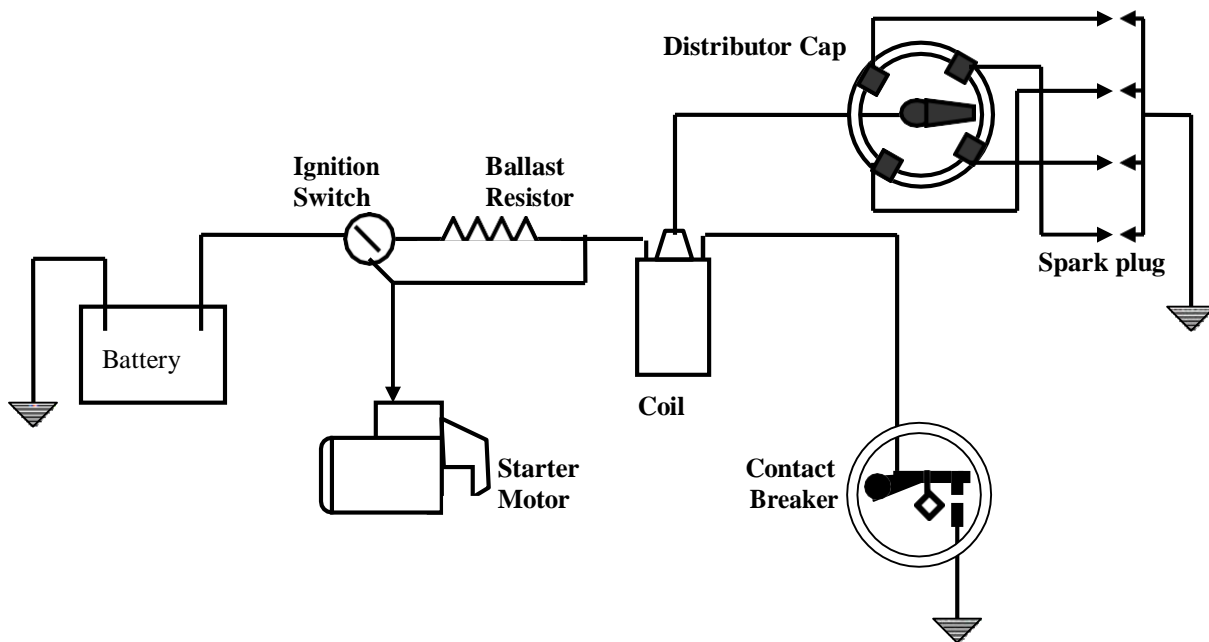 Distributor Cap
Ignition
Switch
Ballast
Resistor
Spark plug
Battery
Coil
Starter
Motor
Contact
Breaker